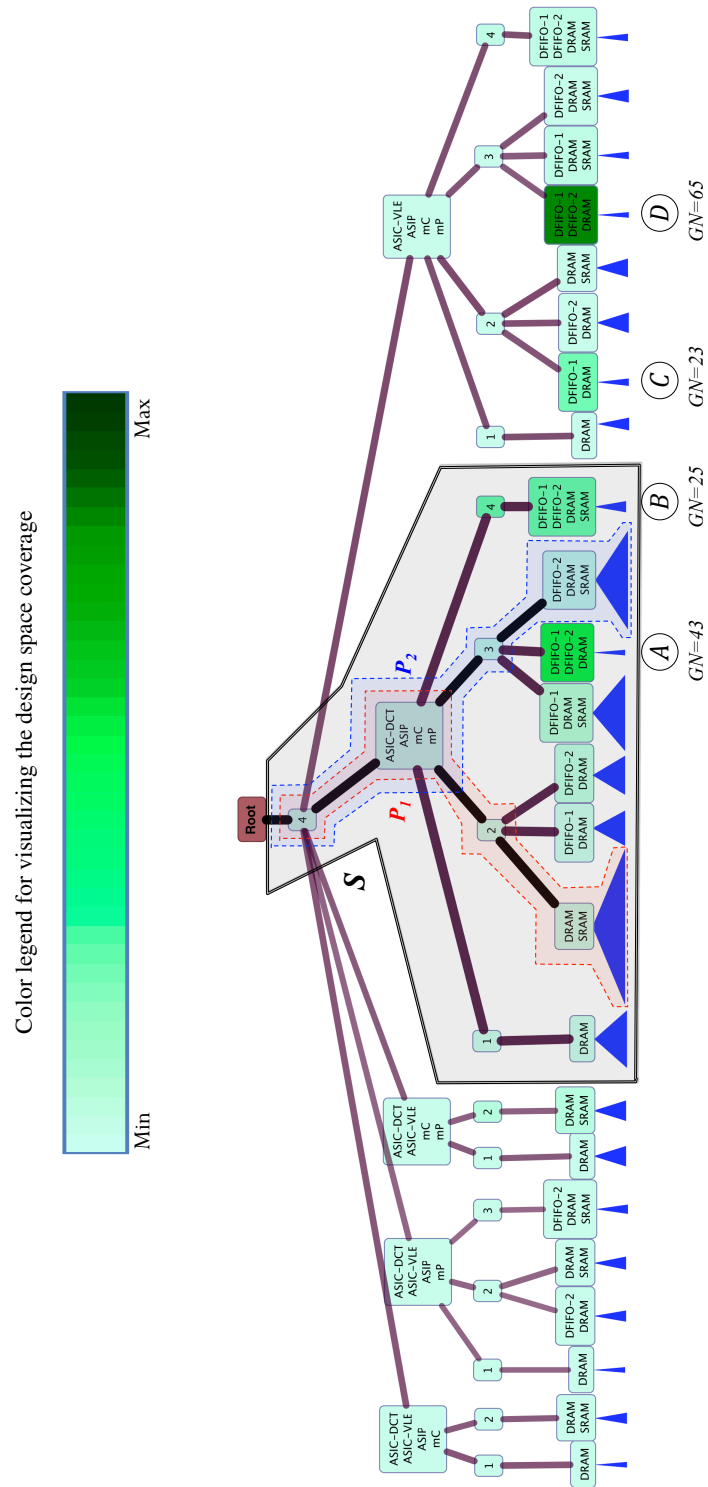 Color legend for visualizing the design space coverage
Min
Max
Root
4
S
P1
P2
ASIC-DCT
ASIC-VLE
ASIP
mC
ASIC-DCT
ASIC-VLE
ASIP
mP
ASIC-DCT
ASIC-VLE
mC
mP
ASIC-DCT
ASIP
mC
mP
ASIC-VLE
ASIP
mC
mP
1
2
1
2
3
1
2
1
2
3
4
1
2
3
4
DRAM
DRAM
SRAM
DRAM
DFIFO-2
DRAM
DRAM
SRAM
DFIFO-2
DRAM
SRAM
DRAM
DRAM
SRAM
DRAM
DRAM
SRAM
DFIFO-1
DRAM
DFIFO-2
DRAM
DFIFO-1
DRAM
SRAM
DFIFO-1
DFIFO-2
DRAM
DFIFO-2
DRAM
SRAM
DFIFO-1
DFIFO-2
DRAM
SRAM
DRAM
DFIFO-1
DRAM
DFIFO-2
DRAM
DRAM
SRAM
DFIFO-1
DFIFO-2
DRAM
DFIFO-1
DRAM
SRAM
DFIFO-2
DRAM
SRAM
DFIFO-1
DFIFO-2
DRAM
SRAM
A
GN=43
B
GN=25
C
GN=23
D
GN=65